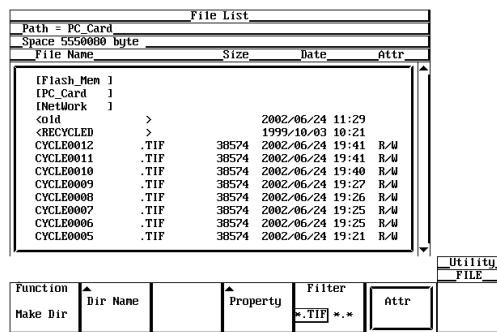 File List
Path = PC_Card
Space 5550080 byte
File Name Size Date Attr
[Flash_Mem ]
[PC_Card ]
[NetWork ]
<old > 2002/06/24 11:29
<RECYCLED > 1999/10/03 10:21
CYCLE0012 .TIF 38574 2002/06/24 19:41 R/W
CYCLE0011 .TIF 38574 2002/06/24 19:41 R/W
CYCLE0010 .TIF 38574 2002/06/24 19:40 R/W
CYCLE0009 .TIF 38574 2002/06/24 19:27 R/W
CYCLE0008 .TIF 38574 2002/06/24 19:26 R/W
CYCLE0007 .TIF 38574 2002/06/24 19:25 R/W
CYCLE0006 .TIF 38574 2002/06/24 19:25 R/W
CYCLE0005 .TIF 38574 2002/06/24 19:21 R/W
Utility
FILE
Function
Make Dir
Dir Name
Property
Filter
*.TIF *.*
Attr